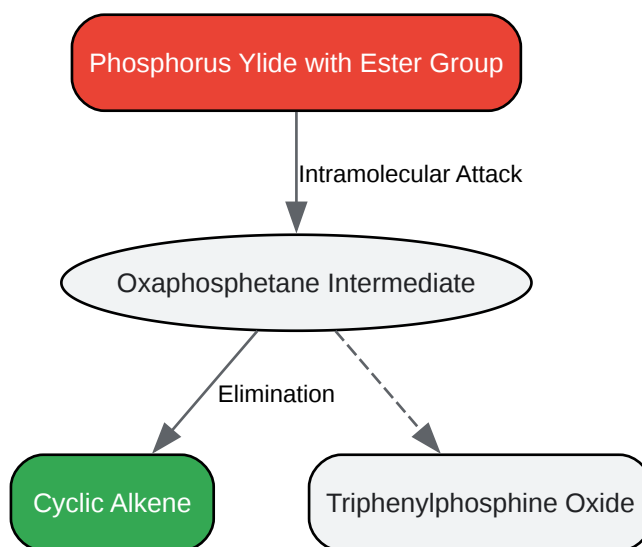 Phosphorus Ylide with Ester Group
Intramolecular Attack
Oxaphosphetane Intermediate
Elimination
Cyclic Alkene
Triphenylphosphine Oxide